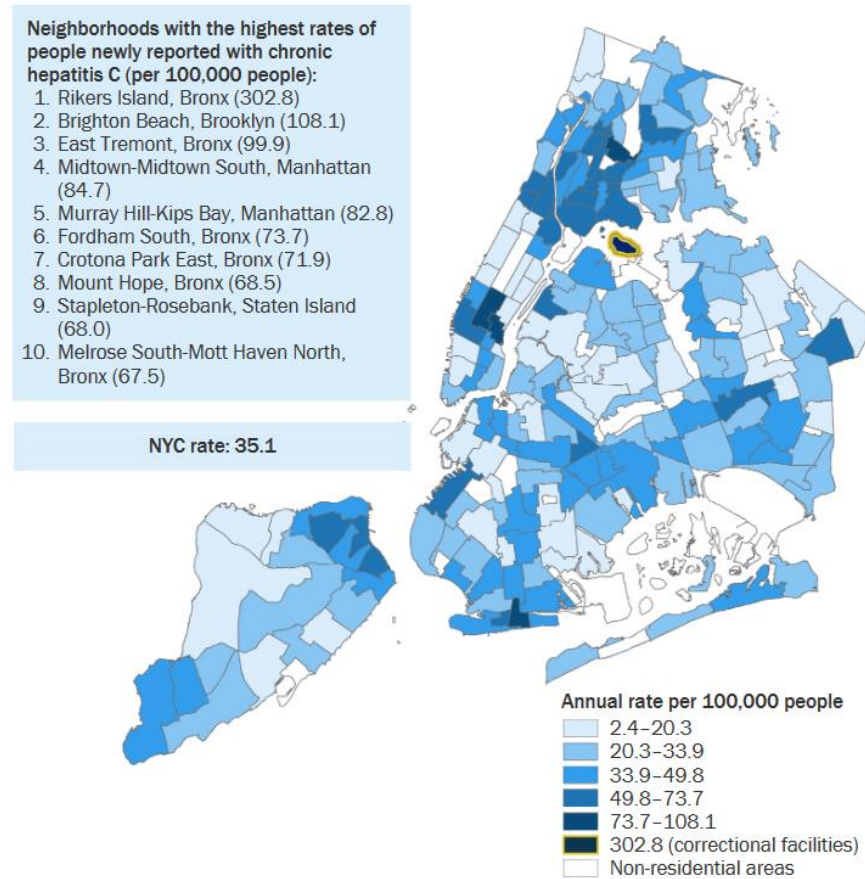 Neighborhoods with the highest rates of
people newly reported with chronic
hepatitis C (per 100,000 people):
1. Rikers Island, Bronx (302.8)
2. Brighton Beach, Brooklyn (108.1)
3. East Tremont, Bronx (99.9)
4. Midtown-Midtown South, Manhattan
(84.7)
5. Murray Hill-Kips Bay, Manhattan (82.8)
6. Fordham South, Bronx (73.7)
7. Crotona Park East, Bronx (71.9)
8. Mount Hope, Bronx (68.5)
9. Stapleton-Rosebank, Staten Island
(68.0)
10. Melrose South-Mott Haven North,
Bronx (67.5)
NYC rate: 35.1
Annual rate per 100,000 people
2.4–20.3
20.3–33.9
33.9–49.8
49.8–73.7
73.7–108.1
302.8 (correctional facilities)
Non-residential areas